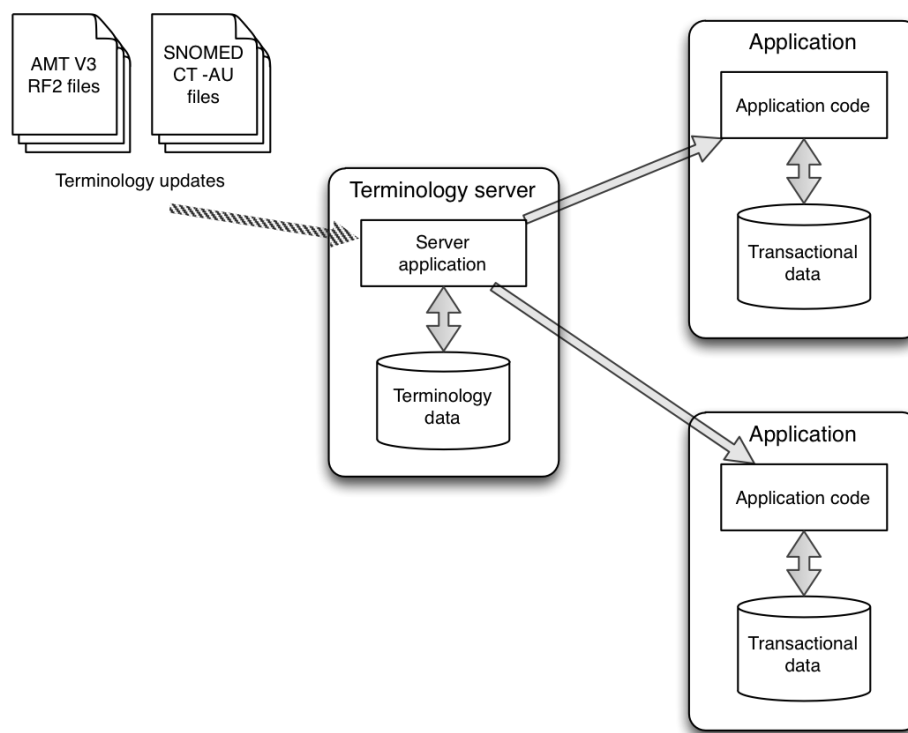 AMT V3
RF2 files
SNOMED
CT -AU
files
Terminology updates
Terminology server
Server
application
Terminology
data
Application
Application code
Transactional
data
Application
Application code
Transactional
data